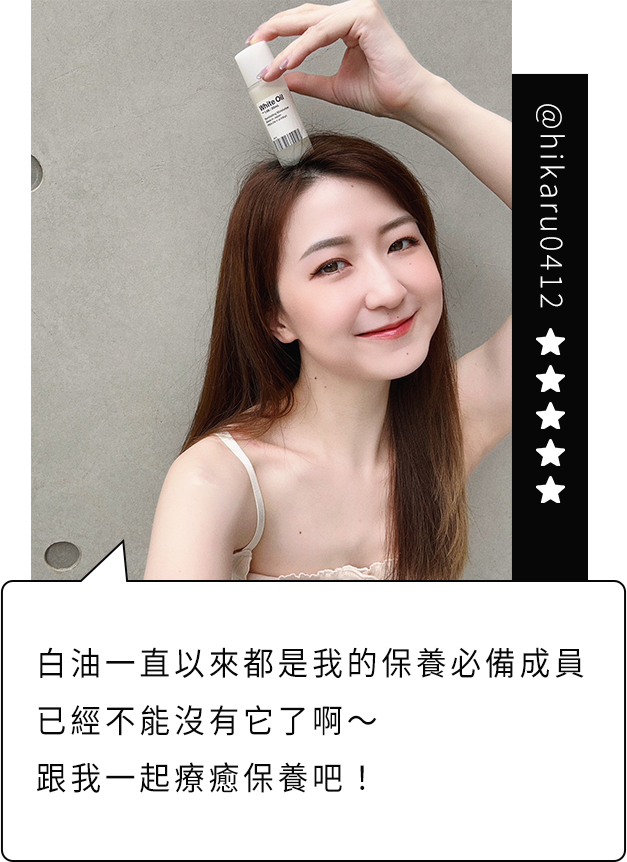 White Oil
@hikaru0412
白油一直以來都是我的保養必備成員
已經不能沒有它了啊～
跟我一起療癒保養吧！